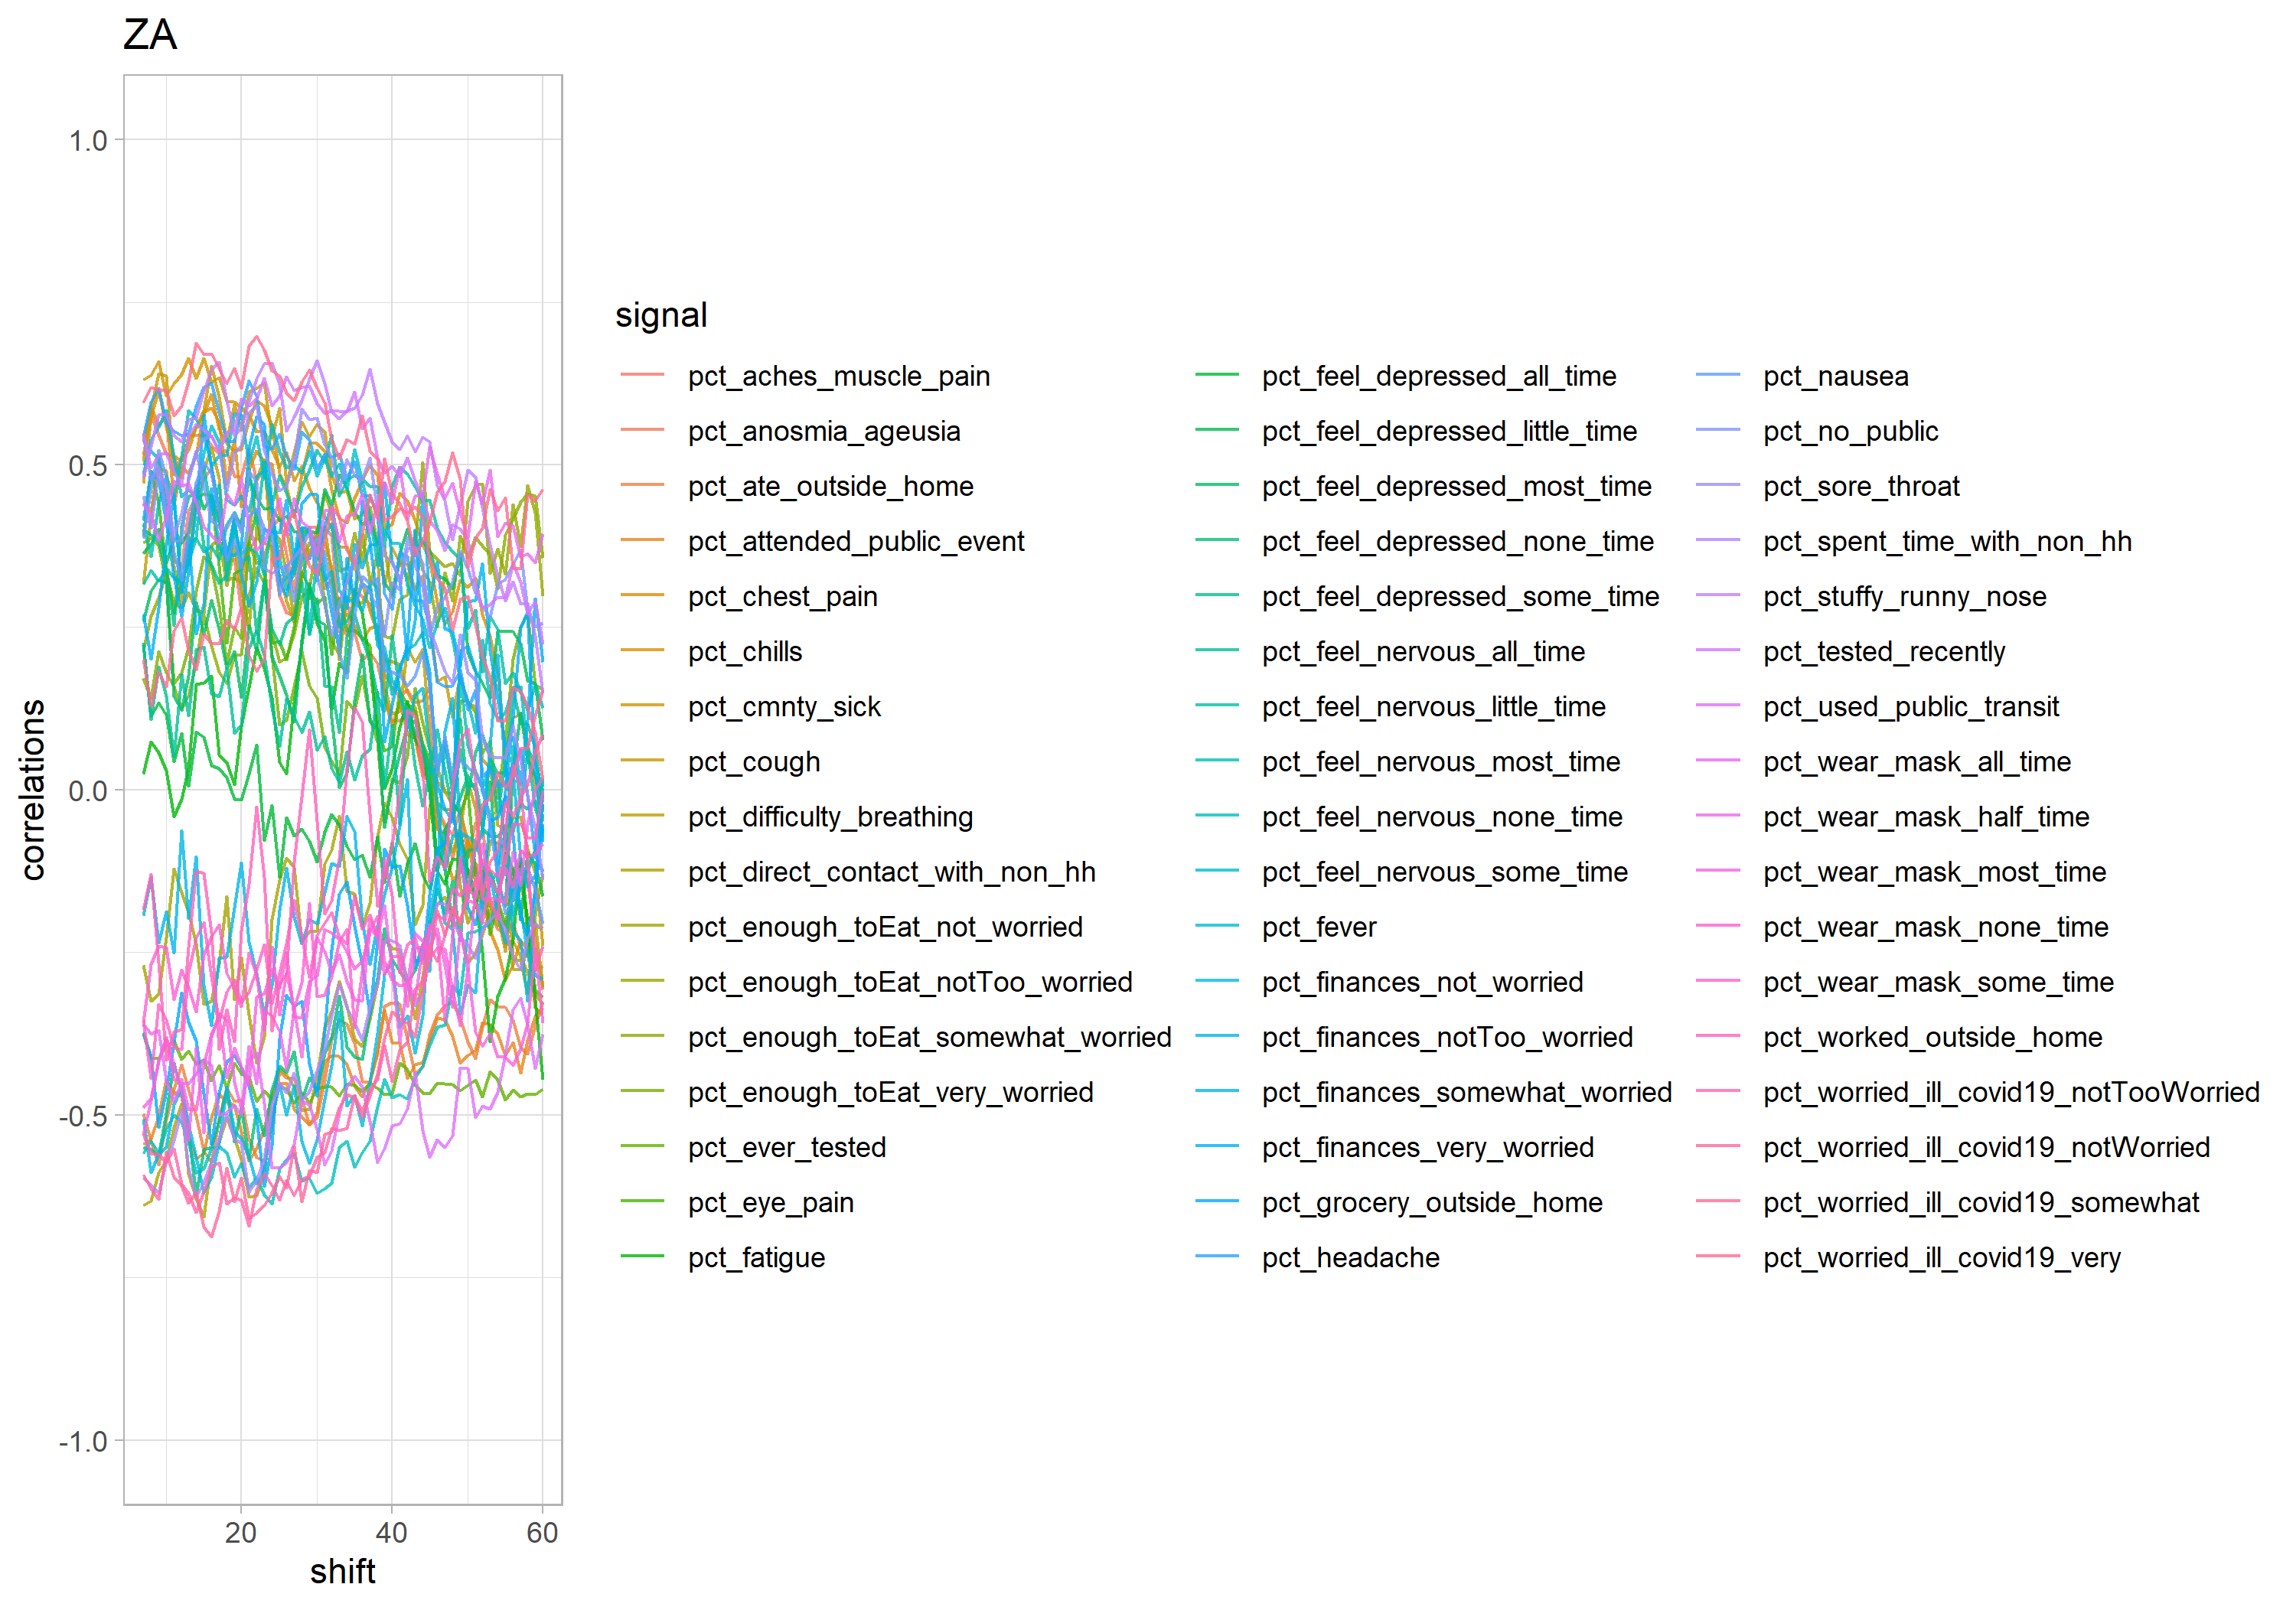 ZA
1.0
0.5
0.0
-0.5
-1.0
correlations
20 40 60
shift
signal
pct_aches_muscle_pain
pct_anosmia_ageusia
pct_ate_outside_home
pct_attended_public_event
pct_chest_pain
pct_chills
pct_cmnty_sick
pct_cough
pct_difficulty_breathing
pct_direct_contact_with_non_hh
pct_enough_toEat_not_worried
pct_enough_toEat_notToo_worried
pct_enough_toEat_somewhat_worried
pct_enough_toEat_very_worried
pct_ever_tested
pct_eye_pain
pct_fatigue
pct_feel_depressed_all_time
pct_feel_depressed_little_time
pct_feel_depressed_most_time
pct_feel_depressed_none_time
pct_feel_depressed_some_time
pct_feel_nervous_all_time
pct_feel_nervous_little_time
pct_feel_nervous_most_time
pct_feel_nervous_none_time
pct_feel_nervous_some_time
pct_fever
pct_finances_not_worried
pct_finances_notToo_worried
pct_finances_somewhat_worried
pct_finances_very_worried
pct_grocery_outside_home
pct_headache
pct_nausea
pct_no_public
pct_sore_throat
pct_spent_time_with_non_hh
pct_stuffy_runny_nose
pct_tested_recently
pct_used_public_transit
pct_wear_mask_all_time
pct_wear_mask_half_time
pct_wear_mask_most_time
pct_wear_mask_none_time
pct_wear_mask_some_time
pct_worked_outside_home
pct_worried_ill_covid19_notTooWorried
pct_worried_ill_covid19_notWorried
pct_worried_ill_covid19_somewhat
pct_worried_ill_covid19_very